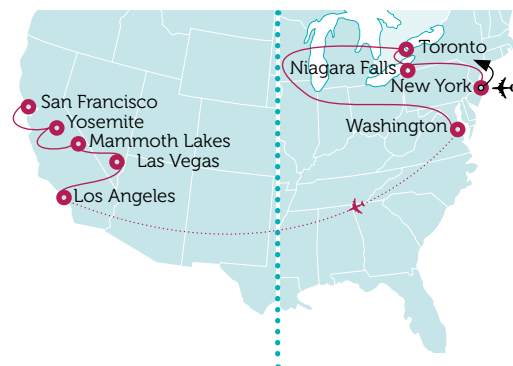 Toronto
Niagara Falls
New York
San Francisco
Yosemite
Washington
Mammoth Lakes
Las Vegas
Los Angeles